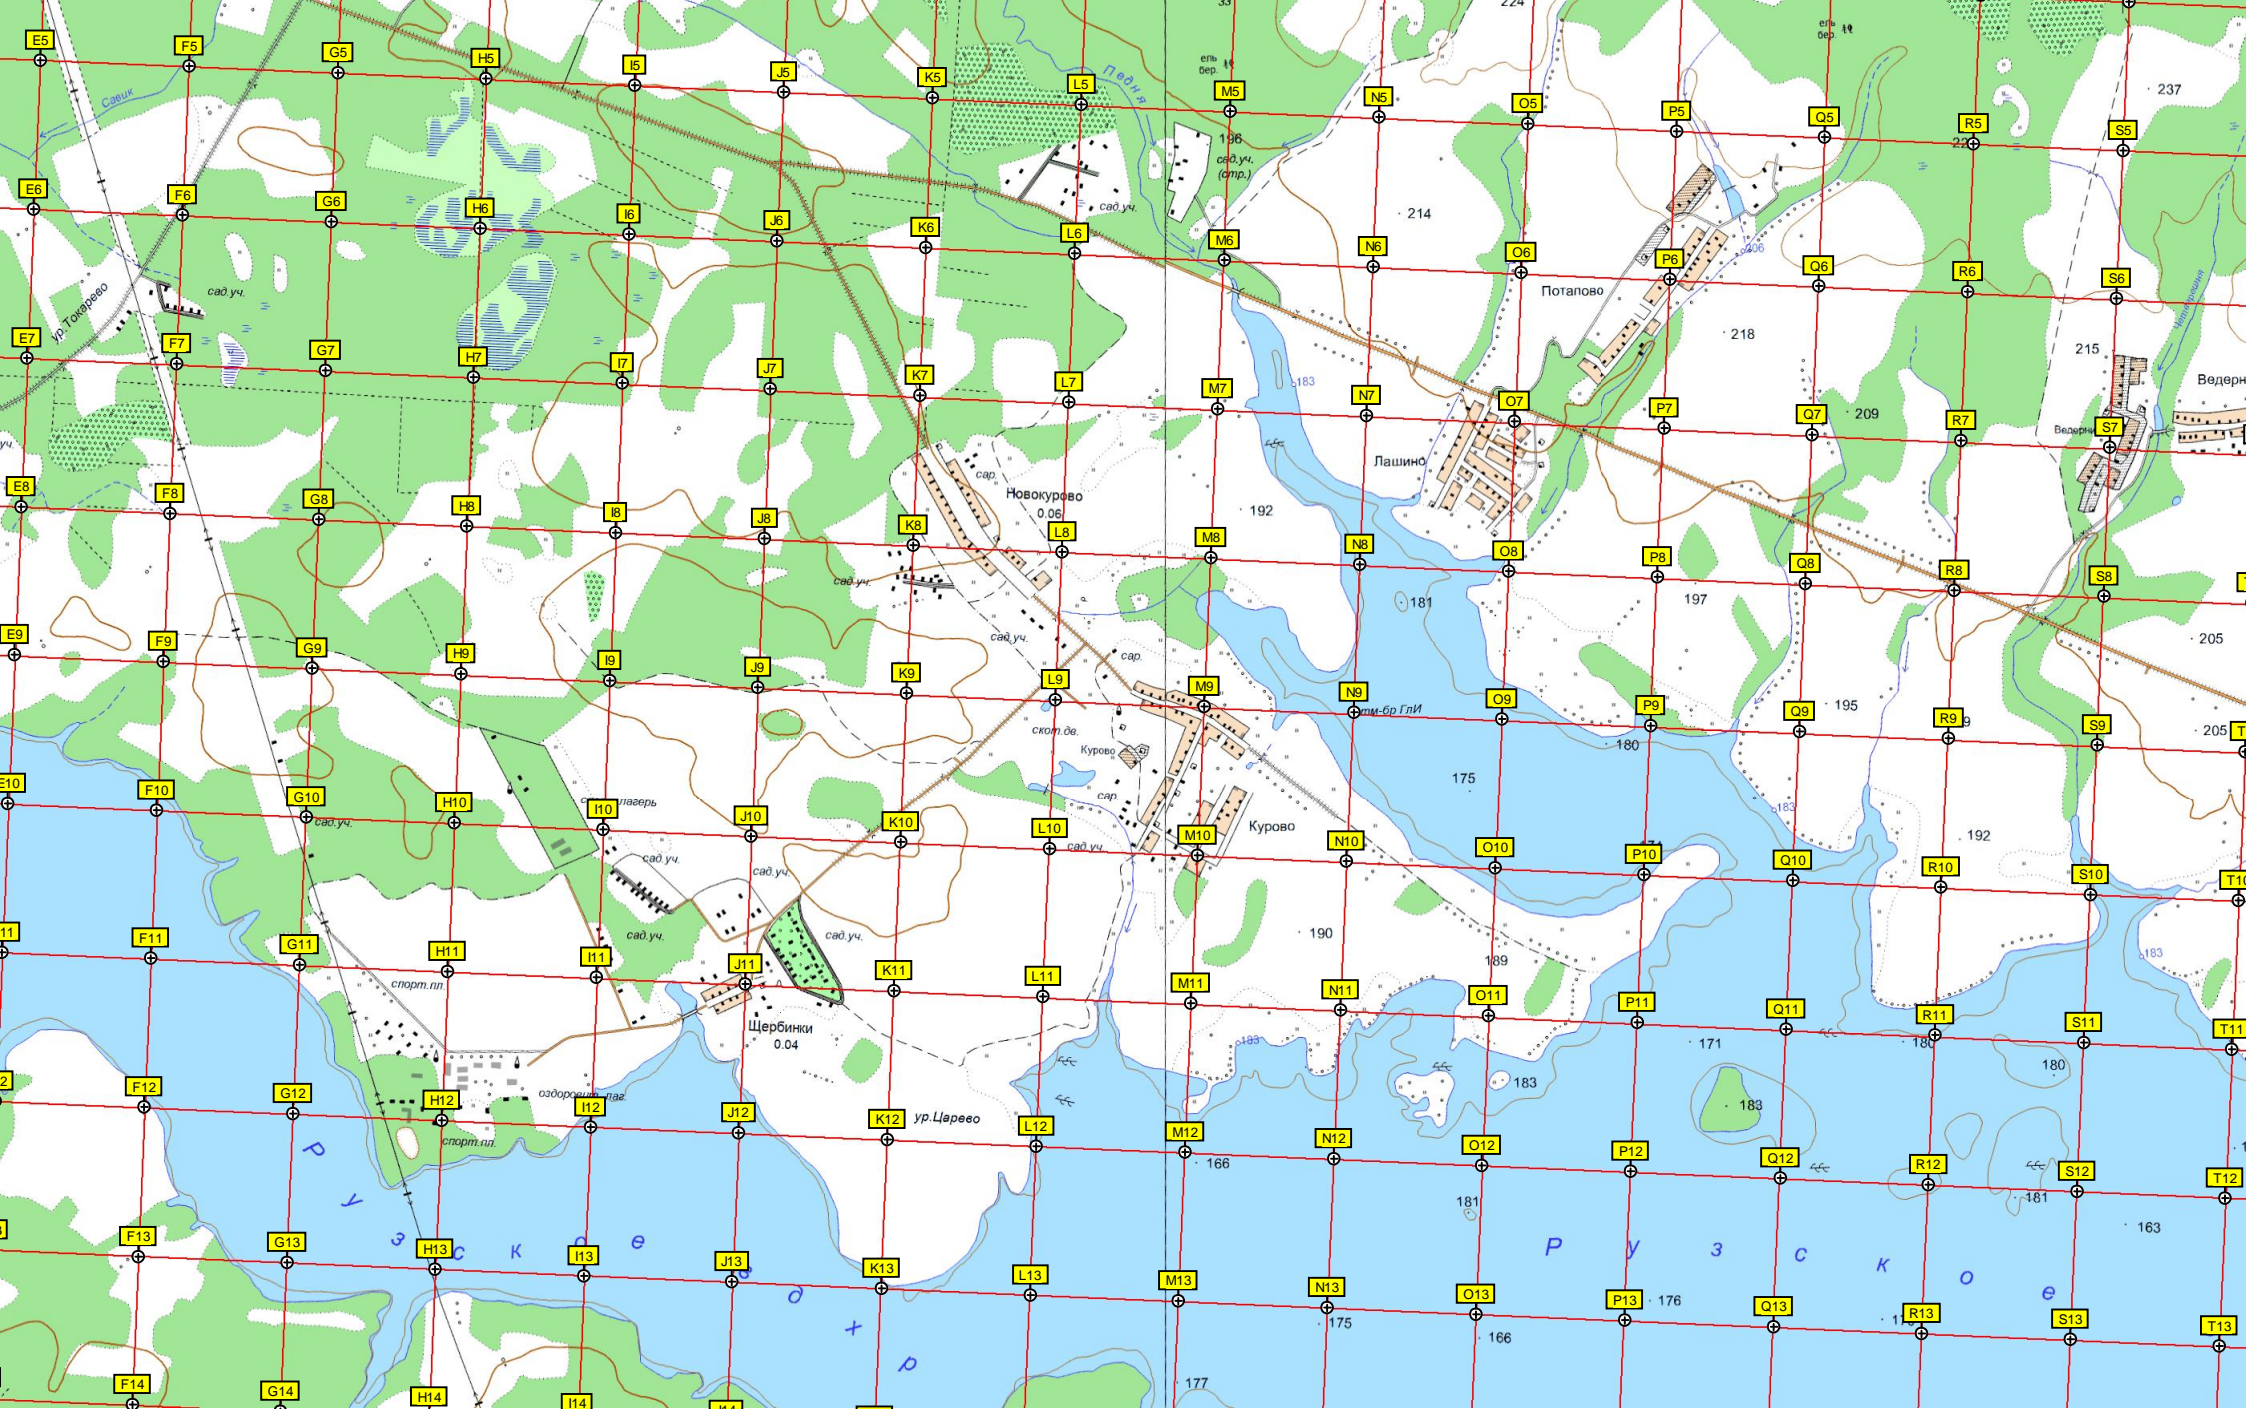 33
224
ель
бер.
237
E5
F5
G5
H5
I5
J5
K5
L5
M5
N5
O5
P5
Q5
R5
S5
Савик
Педня
ель
бер.
196
сад.уч.
(стр.)
E6
F6
G6
H6
I6
J6
K6
L6
M6
N6
O6
P6
Q6
R6
S6
сад.уч.
214
206
ур.Токарево
сад.уч.
Потапово
218
215
E7
F7
G7
H7
I7
J7
K7
L7
M7
N7
O7
P7
Q7
R7
S7
183
209
Ведерн
Ведерни
Лашино
сар.
Новокурово
0.06
192
E8
F8
G8
H8
I8
J8
K8
L8
M8
N8
O8
P8
Q8
R8
S8
сад.уч.
181
197
205
сад.уч.
сар.
E9
F9
G9
H9
I9
J9
K9
L9
M9
N9
O9
P9
Q9
R9
S9
тм-бр ГлИ
195
205
скот.дв.
Курово
180
175
сар.
183
192
E10
F10
G10
H10
I10
J10
K10
L10
M10
N10
O10
P10
Q10
R10
S10
T10
лагерь
сад.уч.
Курово
сад.уч.
сад.уч.
сад.уч.
сад.уч.
сад.уч.
190
189
183
11
F11
G11
H11
I11
J11
K11
L11
M11
N11
O11
P11
Q11
R11
S11
T11
спорт.пл.
Щербинки
0.04
183
171
180
180
183
183
оздоровит. лаг.
F12
G12
H12
I12
J12
K12
L12
M12
N12
O12
P12
Q12
R12
S12
T12
ур.Царево
спорт.пл.
166
181
181
163
Рузское вдхр
Рузское
F13
G13
H13
I13
J13
K13
L13
M13
N13
O13
P13
Q13
R13
S13
T13
176
175
166
177
F14
G14
H14
I14